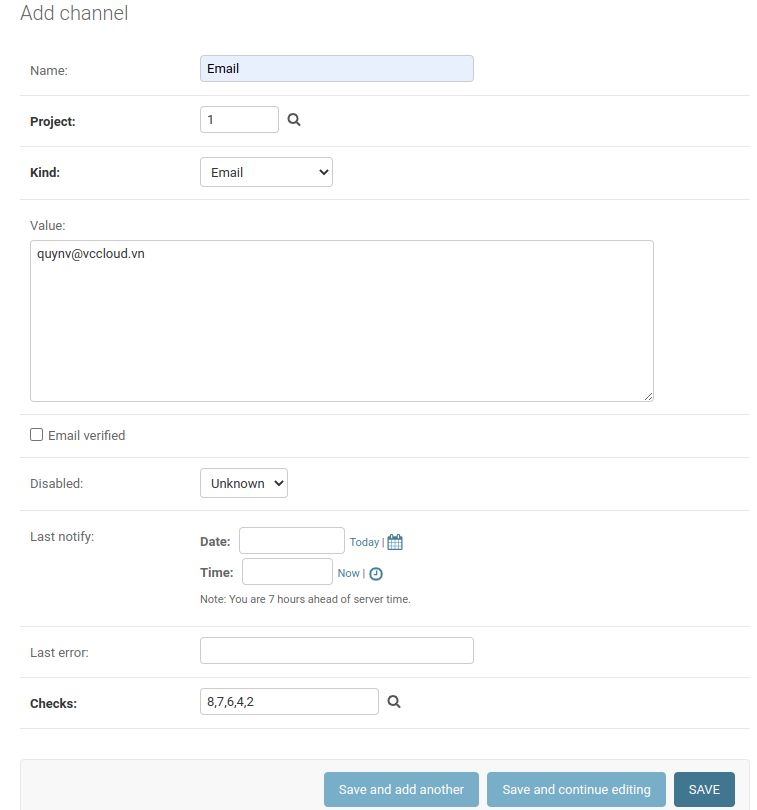 Add channel
Name: Email
Project: 1
Kind: Email
Value:
quynv@vccloud.vn
Email verified
Disabled: Unknown
Last notify:
Date: Today |
Time: Now |
Note: You are 7 hours ahead of server time.
Last error:
Checks: 8,7,6,4,2
Save and add another Save and continue editing SAVE